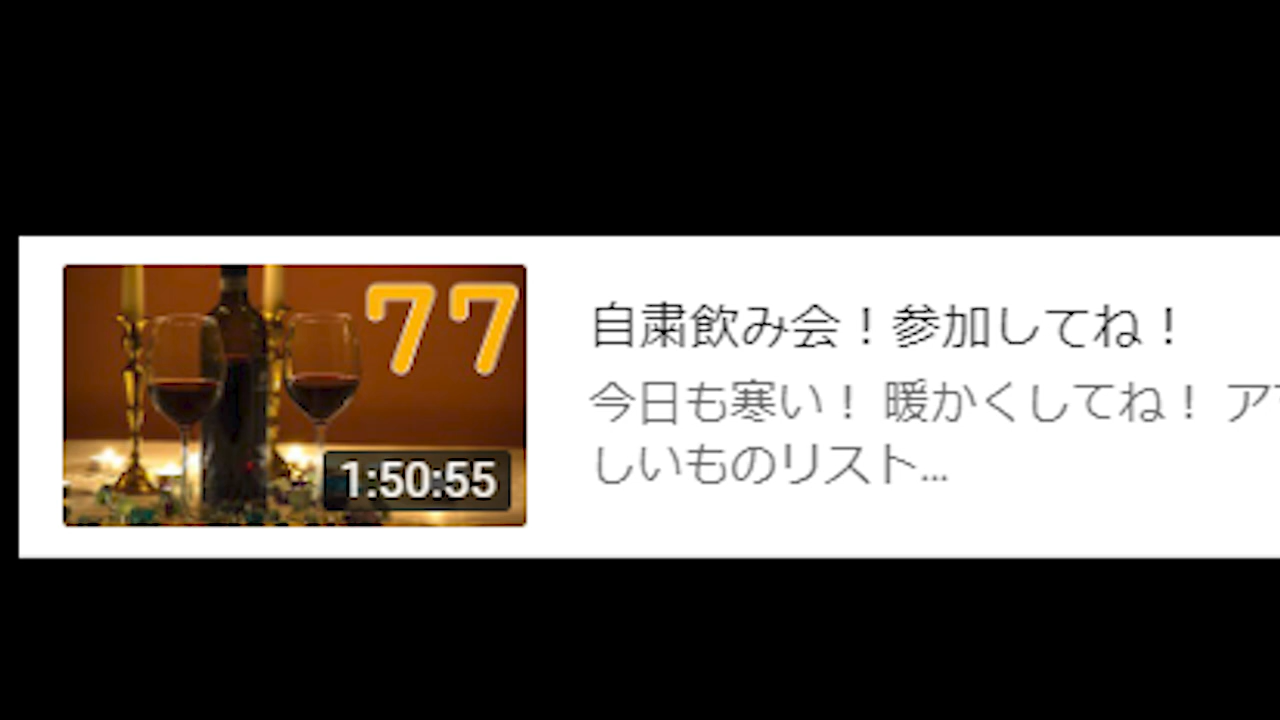 77
1:50:55
自粛飲み会！参加してね！
今日も寒い！ 暖かくしてね！ ア
しいものリスト...